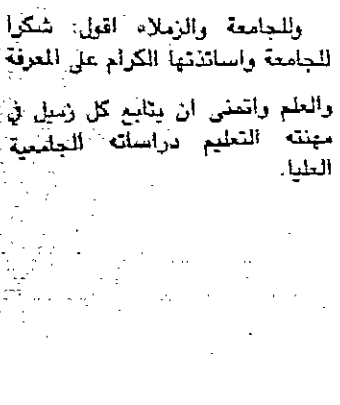 وللجامعة والزملاء اقول: شكرا
للجامعة واساتذتها الكرام على المعرفة
والعلم واتمنى ان يتابع كل زميل في
مهنته التعليم دراساته الجامعية
العليا.